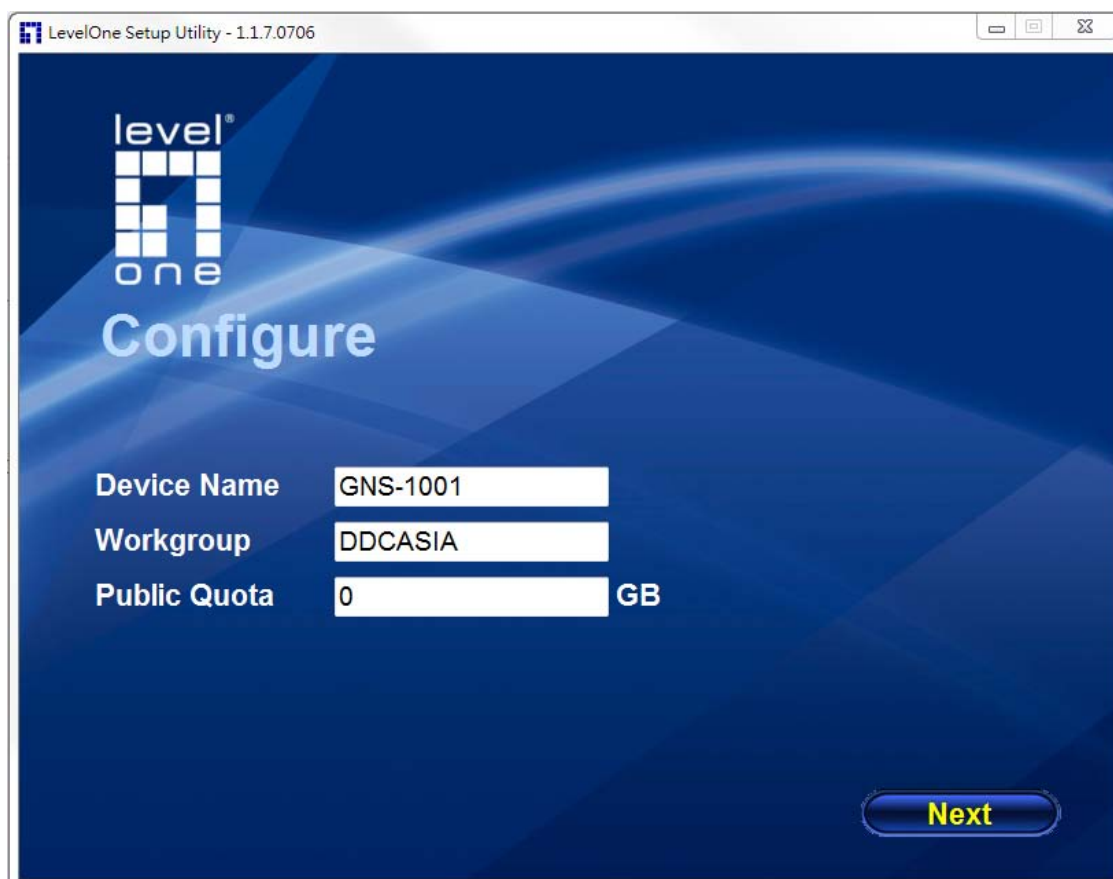 LevelOne Setup Utility - 1.1.7.0706
level®
one
Configure
Device Name GNS-1001
Workgroup DDCASIA
Public Quota 0 GB
Next